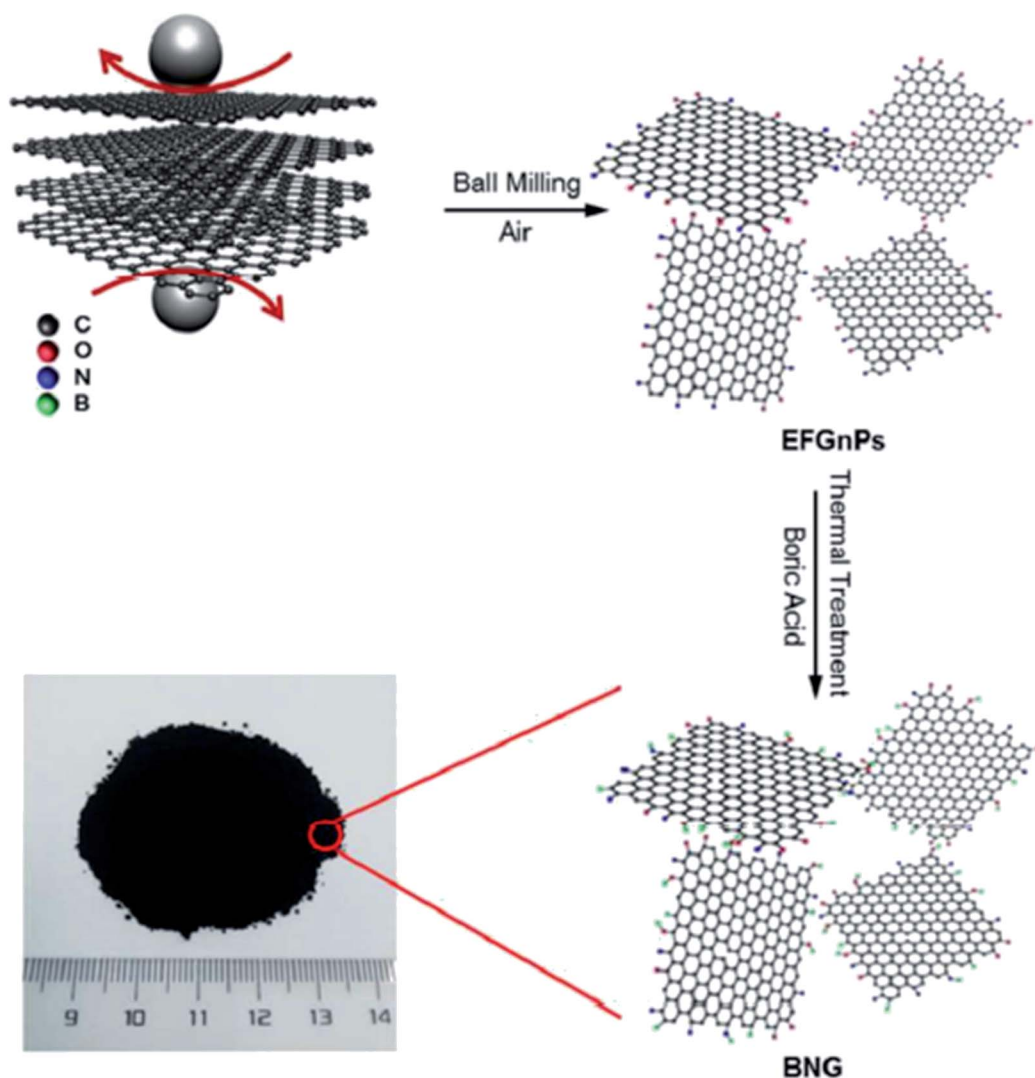 Ball Milling
Air
C
O
N
B
EFGnPs
Thermal Treatment
Boric Acid
9 10 11 12 13 14
BNG